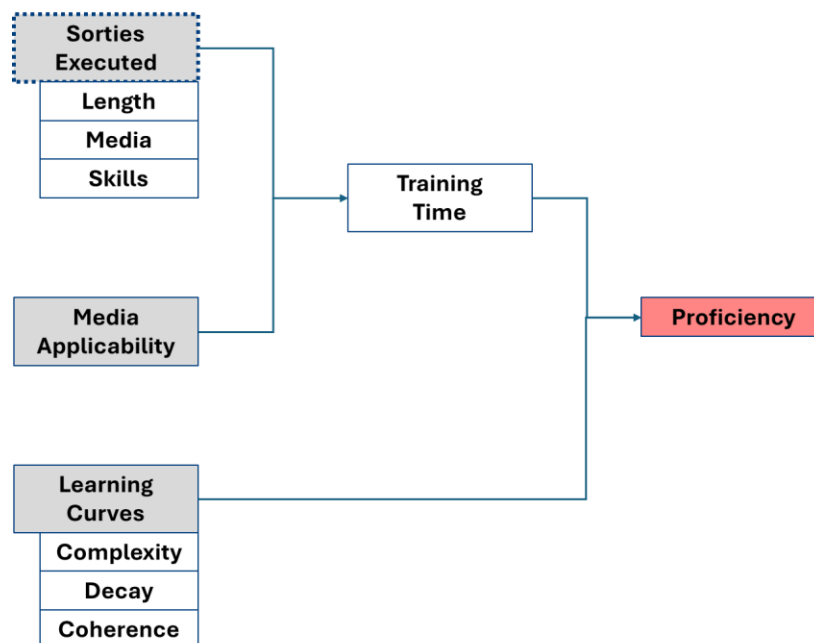 Sorties
Executed
Length
Media
Skills
Training
Time
Media
Applicability
Proficiency
Learning
Curves
Complexity
Decay
Coherence